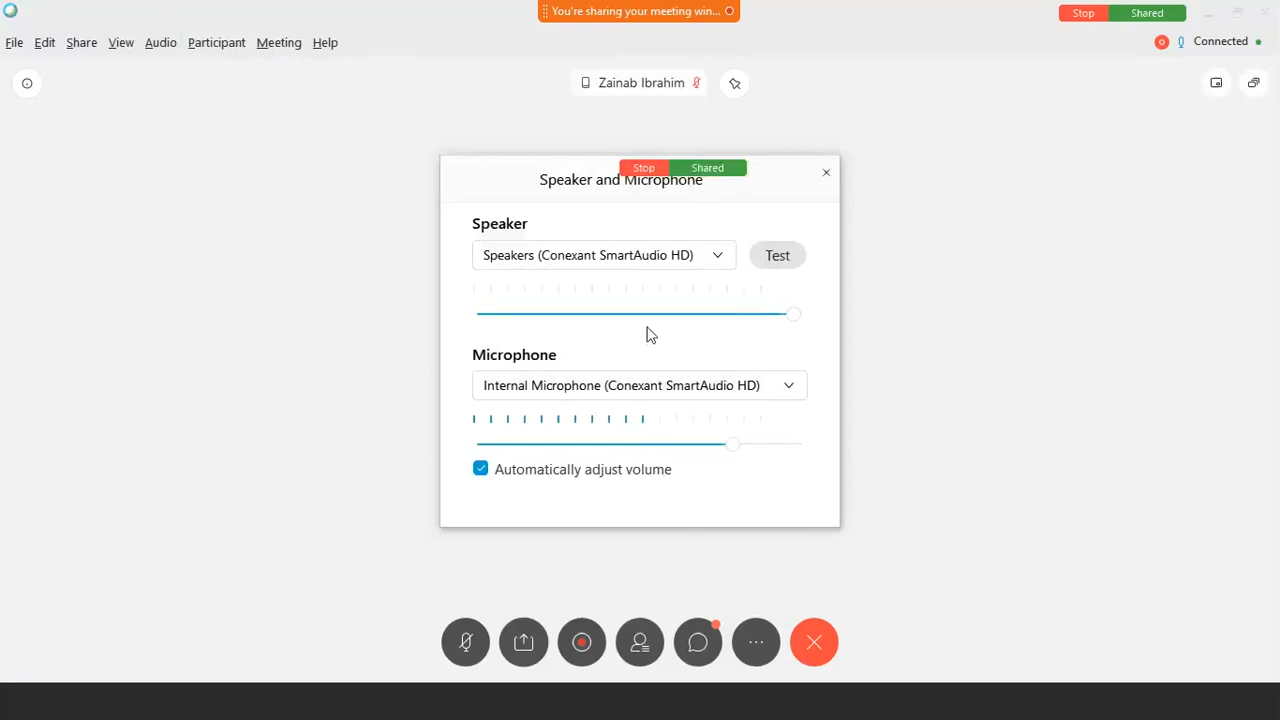 You're sharing your meeting win...
Stop Shared
File Edit Share View Audio Participant Meeting Help
Connected
Zainab Ibrahim
Stop Shared
Speaker and Microphone
Speaker
Speakers (Conexant SmartAudio HD)
Test
Microphone
Internal Microphone (Conexant SmartAudio HD)
Automatically adjust volume